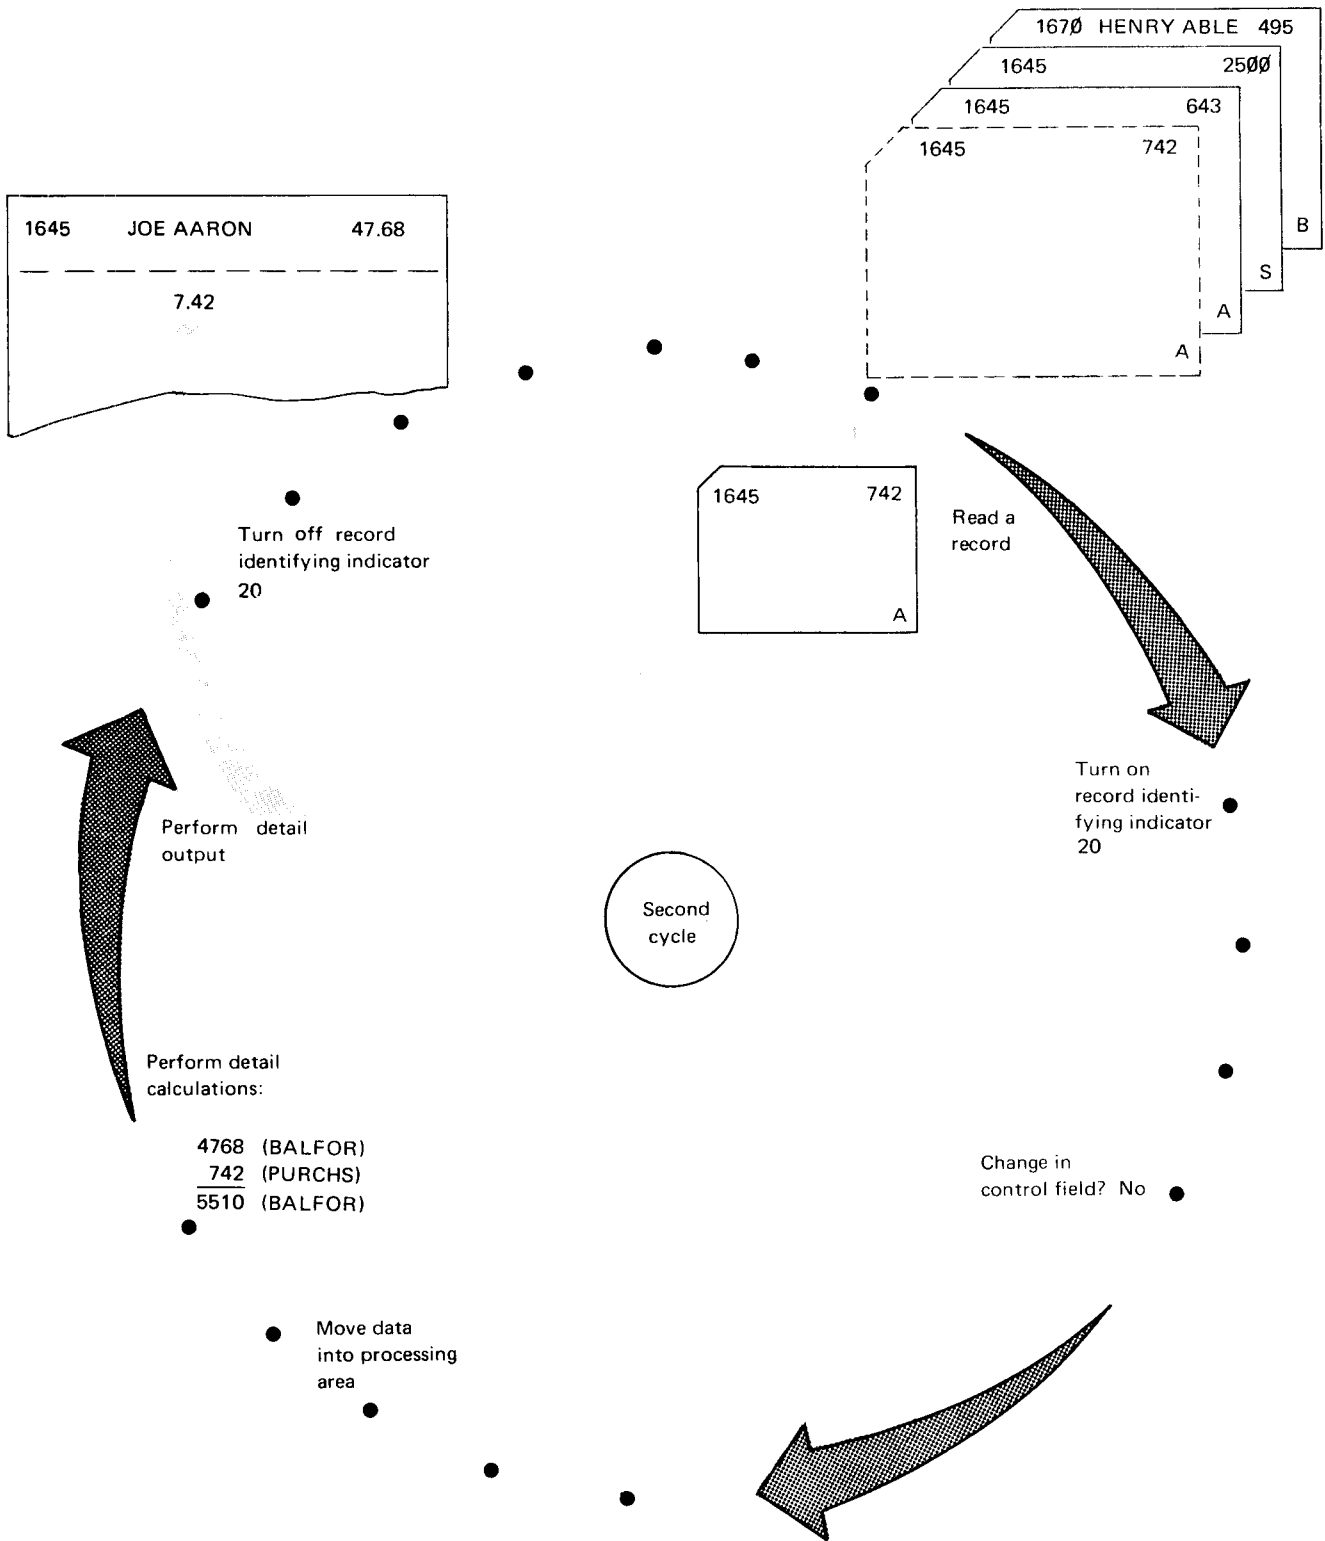 167Ø HENRY ABLE 495
1645 25ØØ
1645 643
1645 742
B
S
A
A
1645 JOE AARON 47.68
7.42
1645 742
A
Read a
record
Turn on
record identi-
fying indicator
20
Change in
control field? No
Move data
into processing
area
Perform detail
calculations:
4768 (BALFOR)
742 (PURCHS)
5510 (BALFOR)
Perform detail
output
Turn off record
identifying indicator
20
Second
cycle